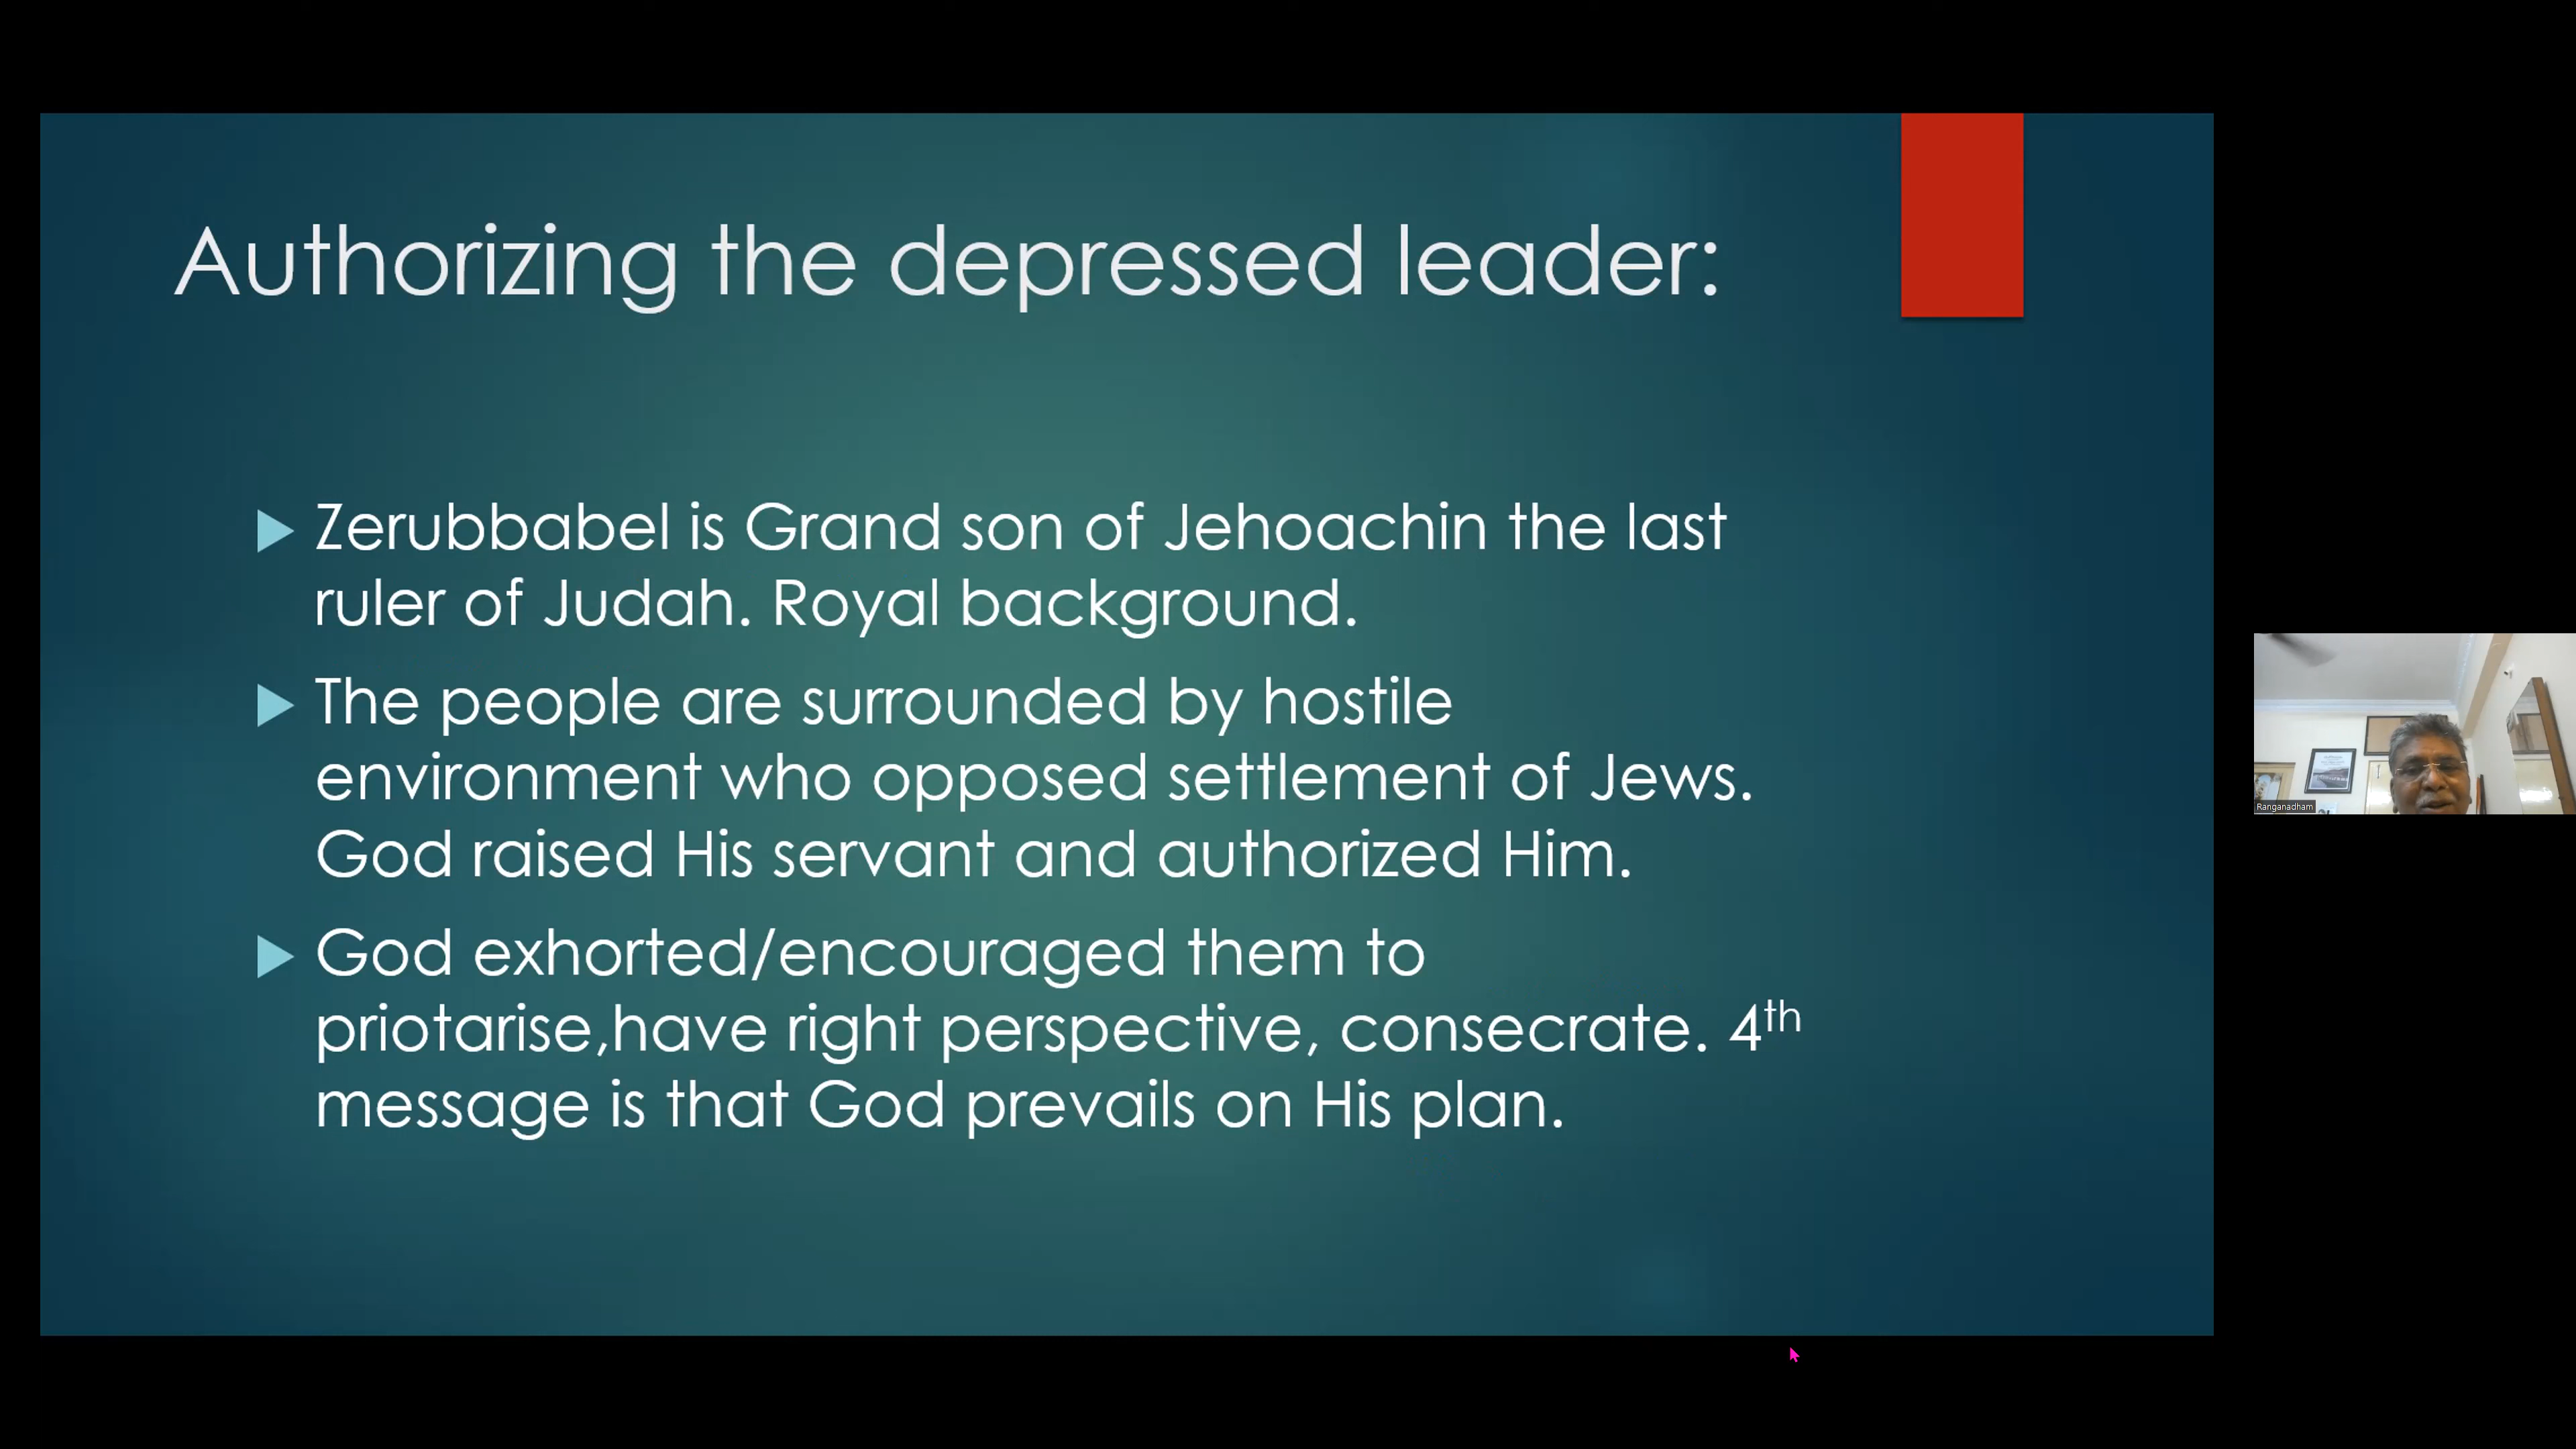 Authorizing the depressed leader:
Zerubbabel is Grand son of Jehoachin the last
ruler of Judah. Royal background.
The people are surrounded by hostile
environment who opposed settlement of Jews.
God raised His servant and authorized Him.
God exhorted/encouraged them to
priotarise,have right perspective, consecrate. 4th
message is that God prevails on His plan.
Ranganadham